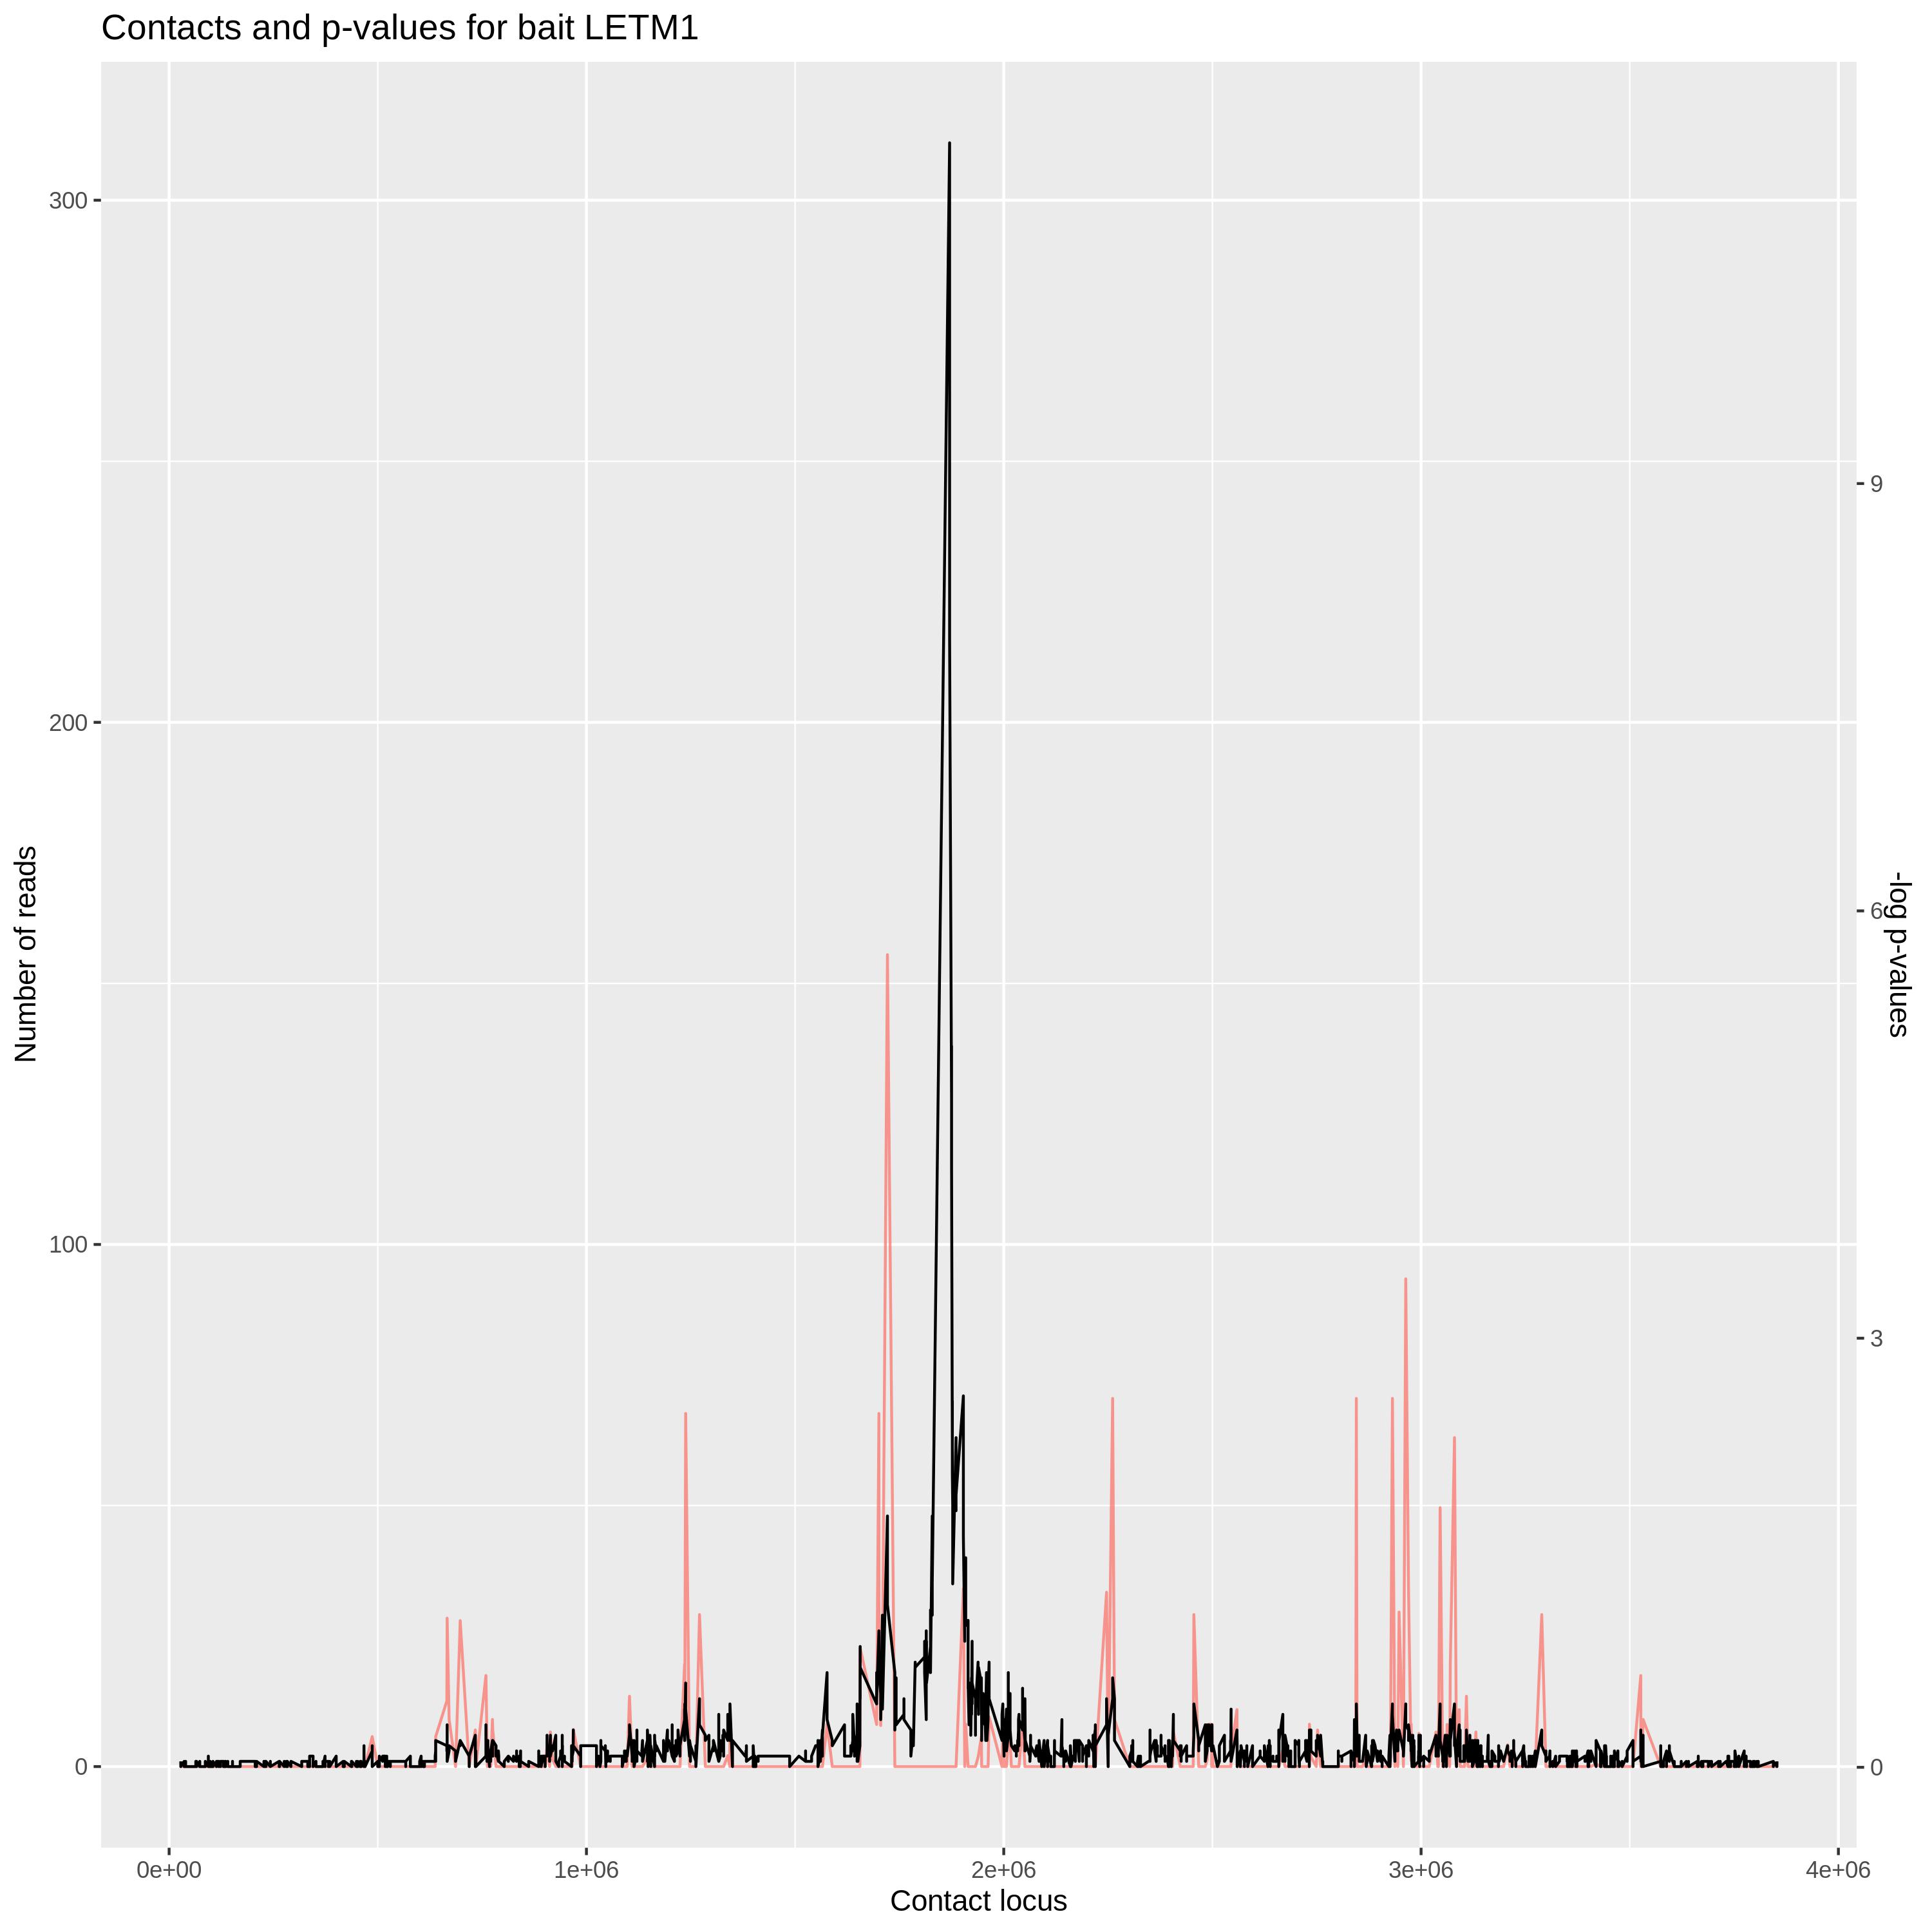 Contacts and p-values for bait LETM1
300
200
100
0
Number of reads
9
6
3
0
-log p-values
0e+00
1e+06
2e+06
3e+06
4e+06
Contact locus